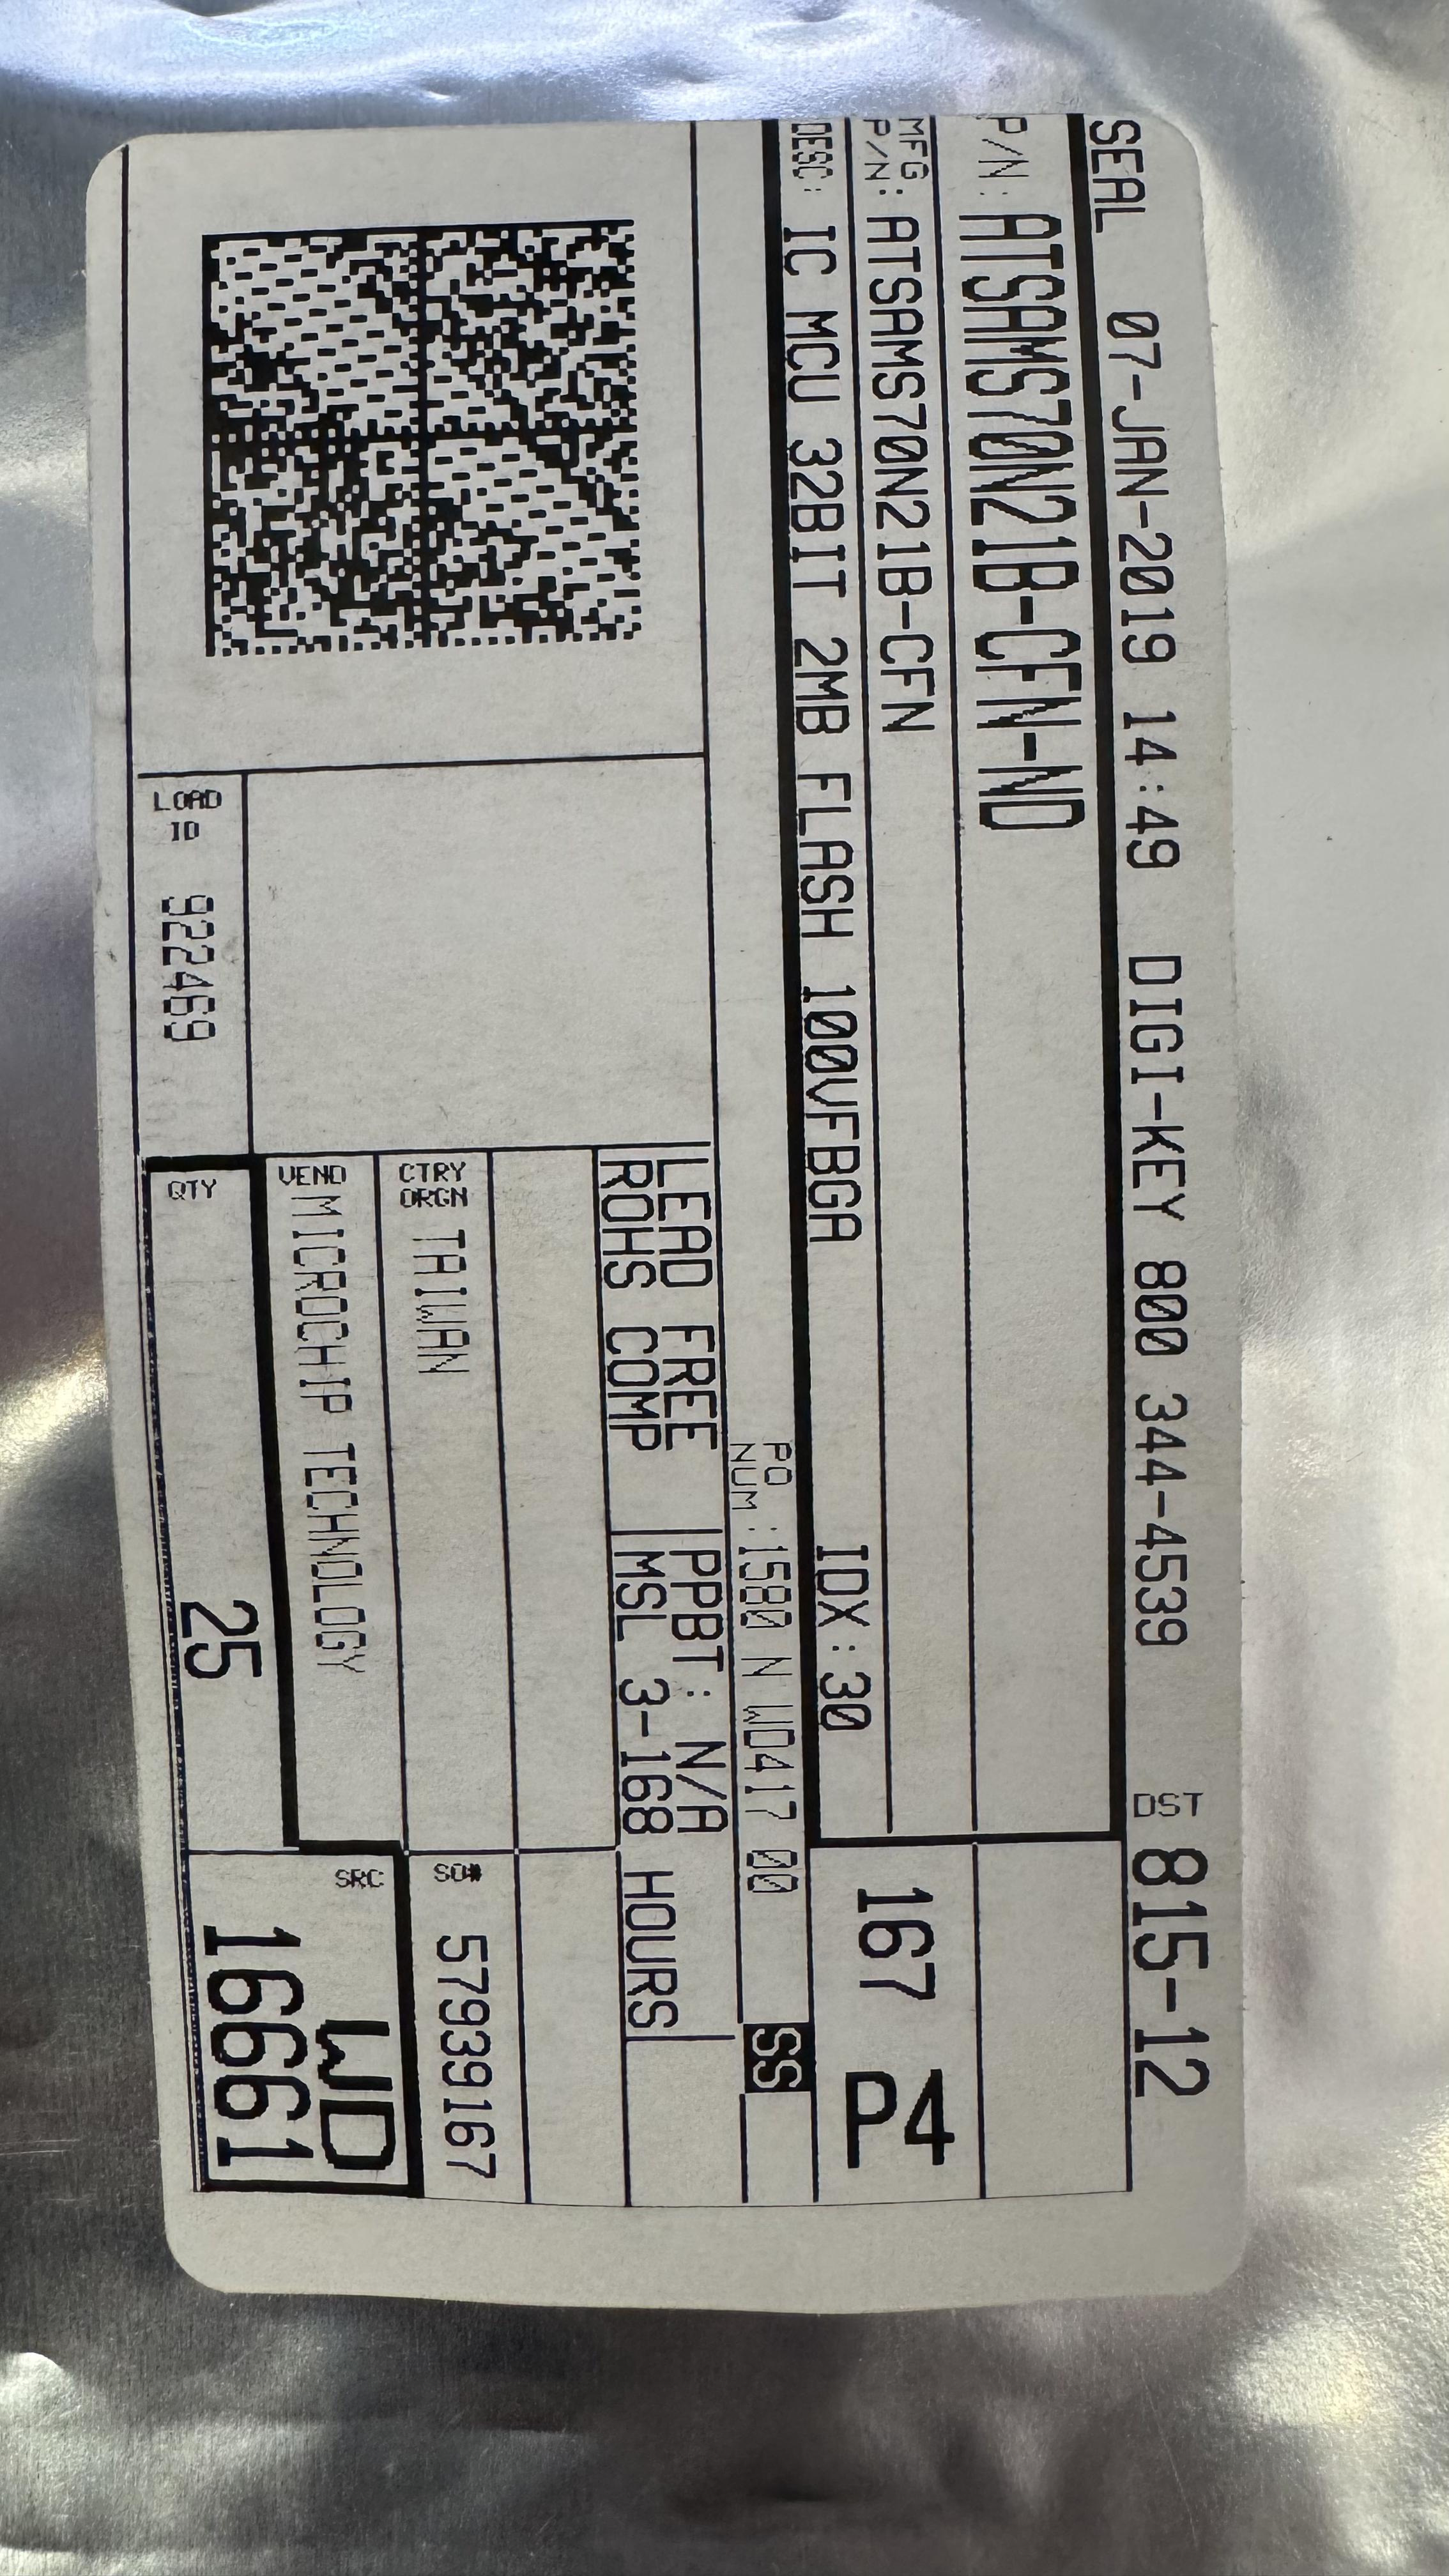 SEAL 07-JAN-2019 14:49 DIGI-KEY 800 344-4539 DST 815-12
P/N: ATSAMS70N21B-CFN-ND
MFG P/N: ATSAMS70N21B-CFN
167 P4
DESC: IC MCU 32BIT 2MB FLASH 100VFBGA IDX:30
PO NUM:1580 N WD417 00 SS
LEAD FREE PPBT: N/A
ROHS COMP MSL 3-168 HOURS
CTRY ORGN TAIWAN
SO# 57939167
VEND MICROCHIP TECHNOLOGY
SRC WD
1661
LOAD ID 922469
QTY 25